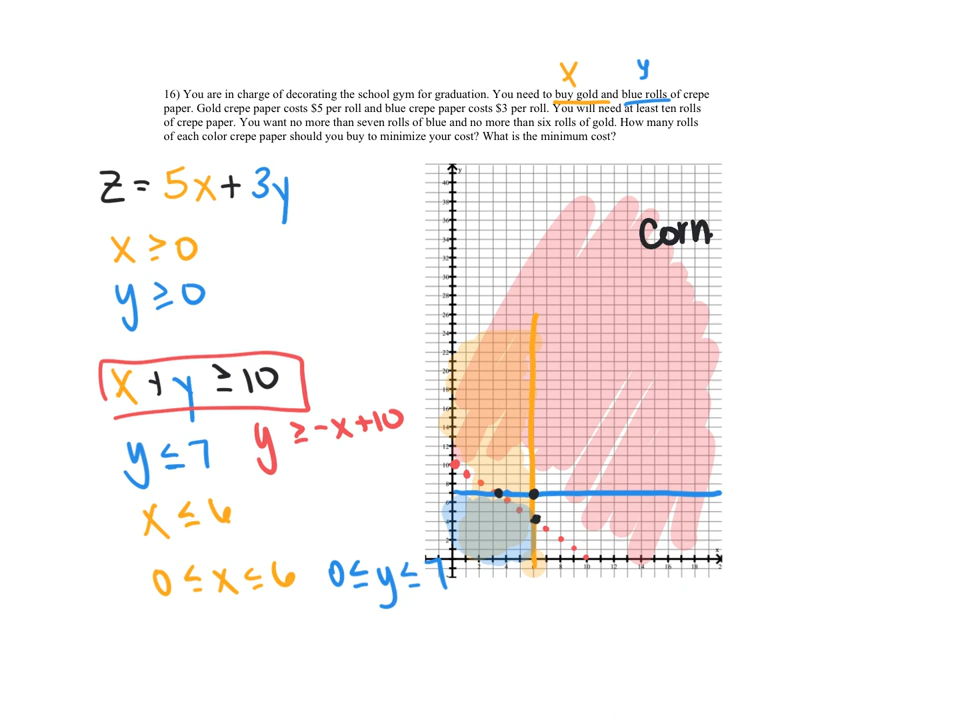 x y
16) You are in charge of decorating the school gym for graduation. You need to buy gold and blue rolls of crepe
paper. Gold crepe paper costs $5 per roll and blue crepe paper costs $3 per roll. You will need at least ten rolls
of crepe paper. You want no more than seven rolls of blue and no more than six rolls of gold. How many rolls
of each color crepe paper should you buy to minimize your cost? What is the minimum cost?
z = 5x + 3y
x ≥ 0
y ≥ 0
x + y ≥ 10
y ≤ 7 y ≥ -x + 10
x ≤ 6
0 ≤ x ≤ 6 0 ≤ y ≤ 7
Corn.
y
x